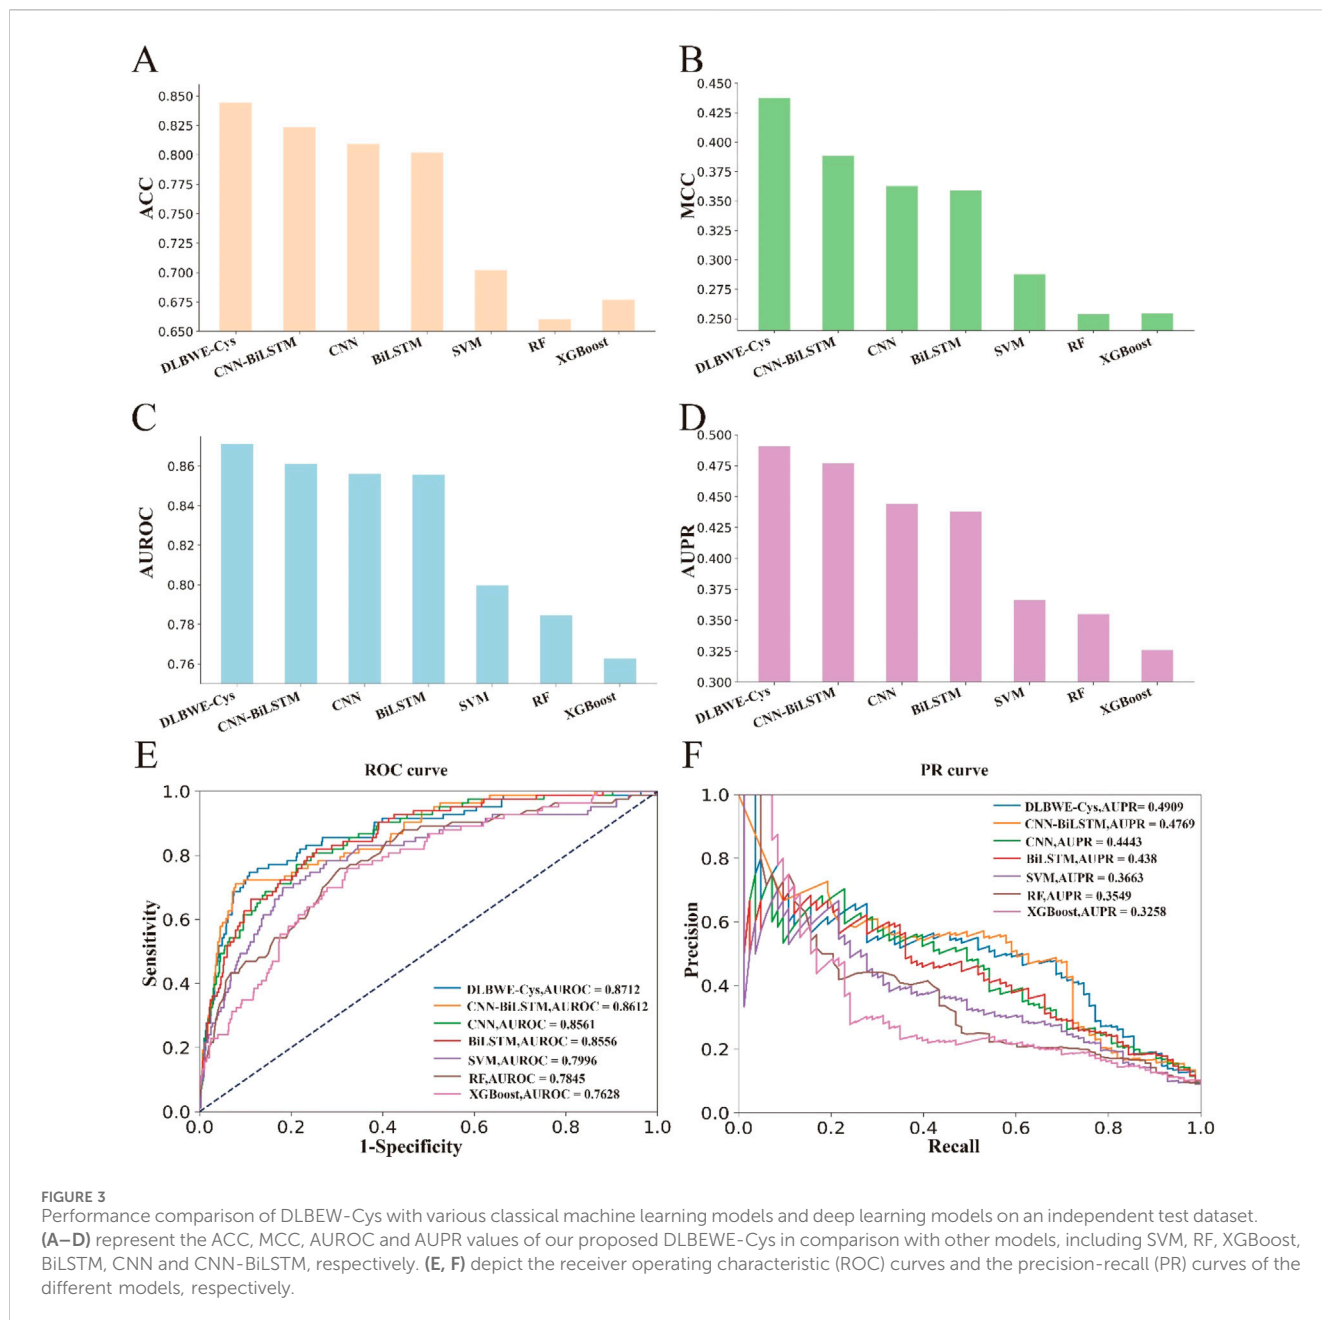 A
ACC
0.850
0.825
0.800
0.775
0.750
0.725
0.700
0.675
0.650
DLBWE-Cys
CNN-BiLSTM
CNN
BiLSTM
SVM
RF
XGBoost
B
MCC
0.450
0.425
0.400
0.375
0.350
0.325
0.300
0.275
0.250
DLBWE-Cys
CNN-BiLSTM
CNN
BiLSTM
SVM
RF
XGBoost
C
AUROC
0.86
0.84
0.82
0.80
0.78
0.76
DLBWE-Cys
CNN-BiLSTM
CNN
BiLSTM
SVM
RF
XGBoost
D
AUPR
0.500
0.475
0.450
0.425
0.400
0.375
0.350
0.325
0.300
DLBWE-Cys
CNN-BiLSTM
CNN
BiLSTM
SVM
RF
XGBoost
E
ROC curve
Sensitivity
1.0
0.8
0.6
0.4
0.2
0.0
DLBWE-Cys,AUROC = 0.8712
CNN-BiLSTM,AUROC = 0.8612
CNN,AUROC = 0.8561
BiLSTM,AUROC = 0.8556
SVM,AUROC = 0.7996
RF,AUROC = 0.7845
XGBoost,AUROC = 0.7628
0.0 0.2 0.4 0.6 0.8 1.0
1-Specificity
F
PR curve
Precision
1.0
0.8
0.6
0.4
0.2
0.0
DLBWE-Cys,AUPR= 0.4909
CNN-BiLSTM,AUPR = 0.4769
CNN,AUPR = 0.4443
BiLSTM,AUPR = 0.438
SVM,AUPR = 0.3663
RF,AUPR = 0.3549
XGBoost,AUPR = 0.3258
0.0 0.2 0.4 0.6 0.8 1.0
Recall
FIGURE 3
Performance comparison of DLBEW-Cys with various classical machine learning models and deep learning models on an independent test dataset.
(A–D) represent the ACC, MCC, AUROC and AUPR values of our proposed DLBEWE-Cys in comparison with other models, including SVM, RF, XGBoost,
BiLSTM, CNN and CNN-BiLSTM, respectively. (E, F) depict the receiver operating characteristic (ROC) curves and the precision-recall (PR) curves of the
different models, respectively.